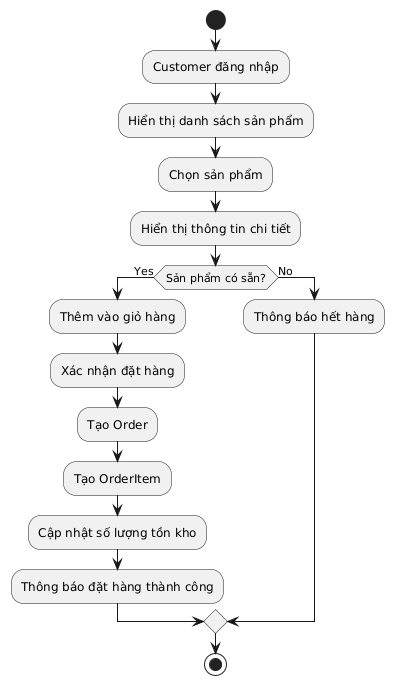 Customer đăng nhập
Hiển thị danh sách sản phẩm
Chọn sản phẩm
Hiển thị thông tin chi tiết
Sản phẩm có sẵn?
Yes
No
Thêm vào giỏ hàng
Thông báo hết hàng
Xác nhận đặt hàng
Tạo Order
Tạo OrderItem
Cập nhật số lượng tồn kho
Thông báo đặt hàng thành công